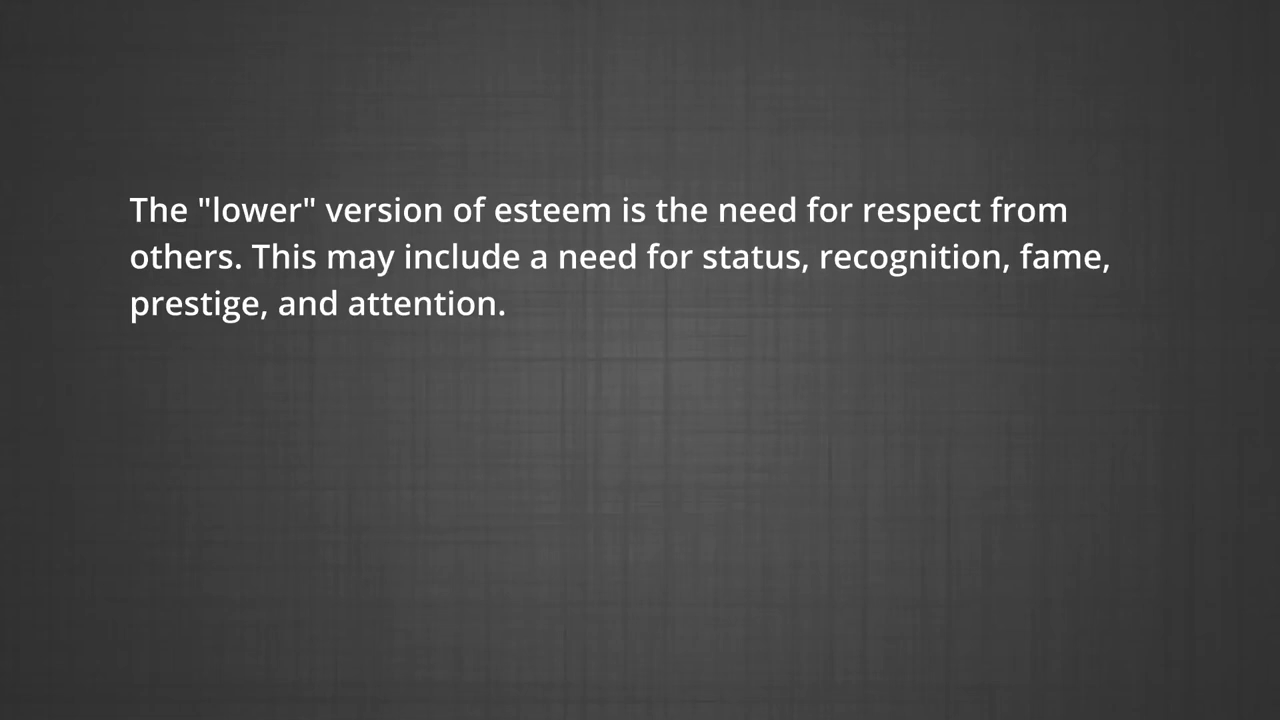 The "lower" version of esteem is the need for respect from
others. This may include a need for status, recognition, fame,
prestige, and attention.